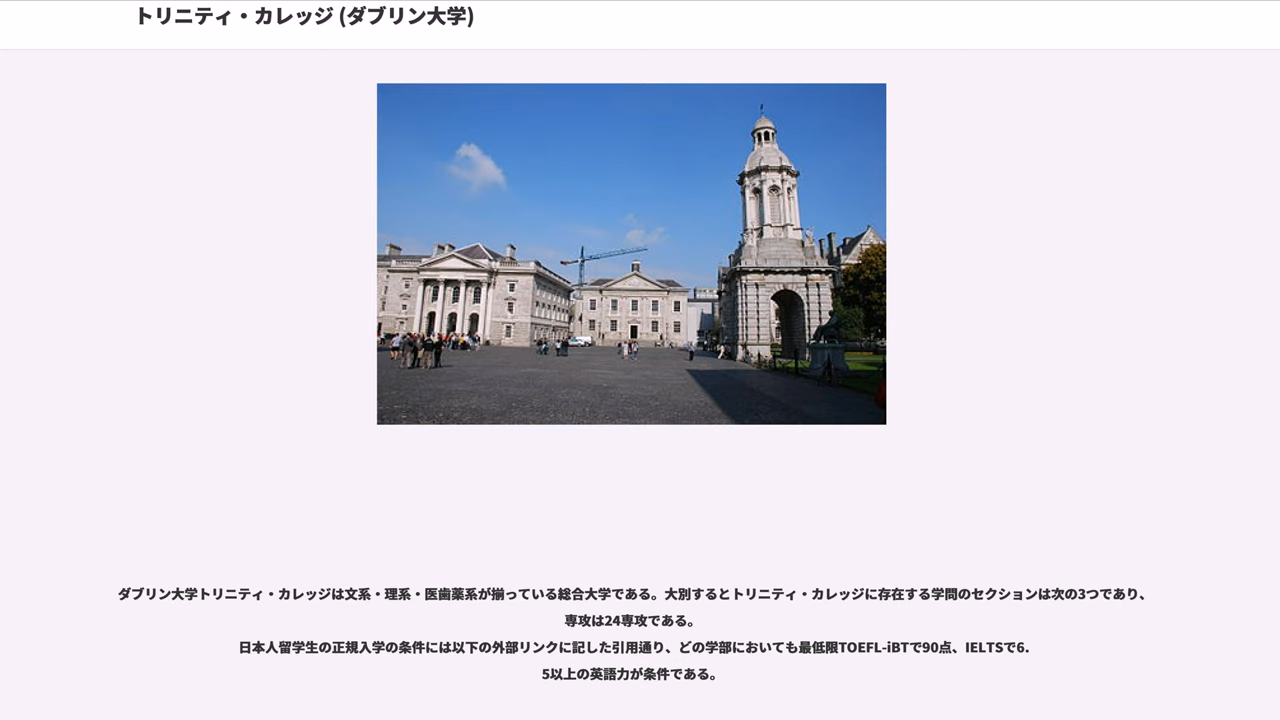 トリニティ・カレッジ (ダブリン大学)
ダブリン大学トリニティ・カレッジは文系・理系・医歯薬系が揃っている総合大学である。大別するとトリニティ・カレッジに存在する学問のセクションは次の3つであり、
専攻は24専攻である。
日本人留学生の正規入学の条件には以下の外部リンクに記した引用通り、どの学部においても最低限TOEFL-iBTで90点、IELTSで6.
5以上の英語力が条件である。